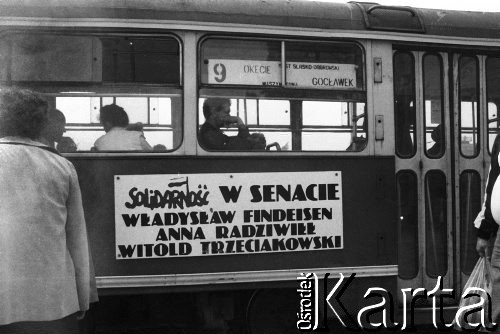 9 OKĘCIE
GOCŁAWEK
SOLIDARNOŚĆ W SENACIE
WŁADYSŁAW FINDEISEN
ANNA RADZIWIŁŁ
WITOLD TRZECIAKOWSKI
Ośrodek Karta